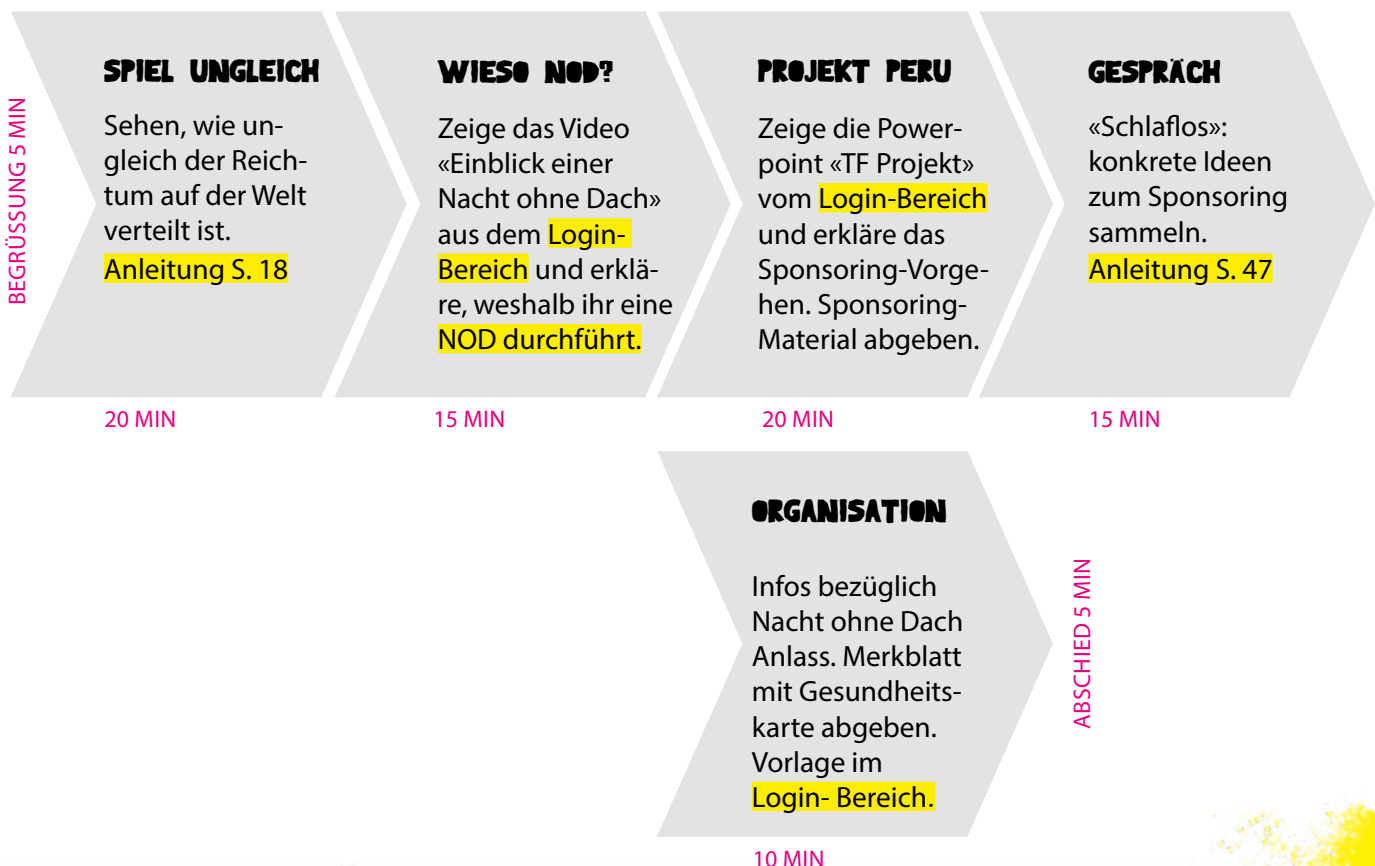 BEGRÜSSUNG 5 MIN
SPIEL UNGLEICH
Sehen, wie un-
gleich der Reich-
tum auf der Welt
verteilt ist.
Anleitung S. 18
20 MIN
WIESO NOD?
Zeige das Video
«Einblick einer
Nacht ohne Dach»
aus dem Login-
Bereich und erklä-
re, weshalb ihr eine
NOD durchführt.
15 MIN
PROJEKT PERU
Zeige die Power-
point «TF Projekt»
vom Login-Bereich
und erkläre das
Sponsoring-Vorge-
hen. Sponsoring-
Material abgeben.
20 MIN
GESPRÄCH
«Schlaflos»:
konkrete Ideen
zum Sponsoring
sammeln.
Anleitung S. 47
15 MIN
ORGANISATION
Infos bezüglich
Nacht ohne Dach
Anlass. Merkblatt
mit Gesundheits-
karte abgeben.
Vorlage im
Login- Bereich.
10 MIN
ABSCHIED 5 MIN